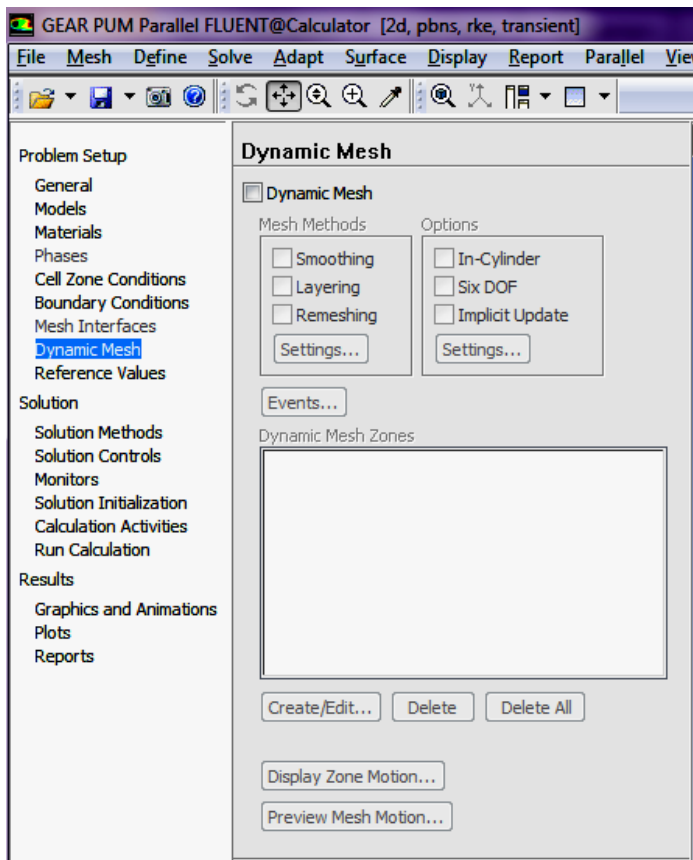 GEAR PUM Parallel FLUENT@Calculator [2d, pbns, rke, transient]
File Mesh Define Solve Adapt Surface Display Report Parallel View
Problem Setup
General
Models
Materials
Phases
Cell Zone Conditions
Boundary Conditions
Mesh Interfaces
Dynamic Mesh
Reference Values
Solution
Solution Methods
Solution Controls
Monitors
Solution Initialization
Calculation Activities
Run Calculation
Results
Graphics and Animations
Plots
Reports
Dynamic Mesh
Dynamic Mesh
Mesh Methods
Smoothing
Layering
Remeshing
Settings...
Options
In-Cylinder
Six DOF
Implicit Update
Settings...
Events...
Dynamic Mesh Zones
Create/Edit... Delete Delete All
Display Zone Motion...
Preview Mesh Motion...